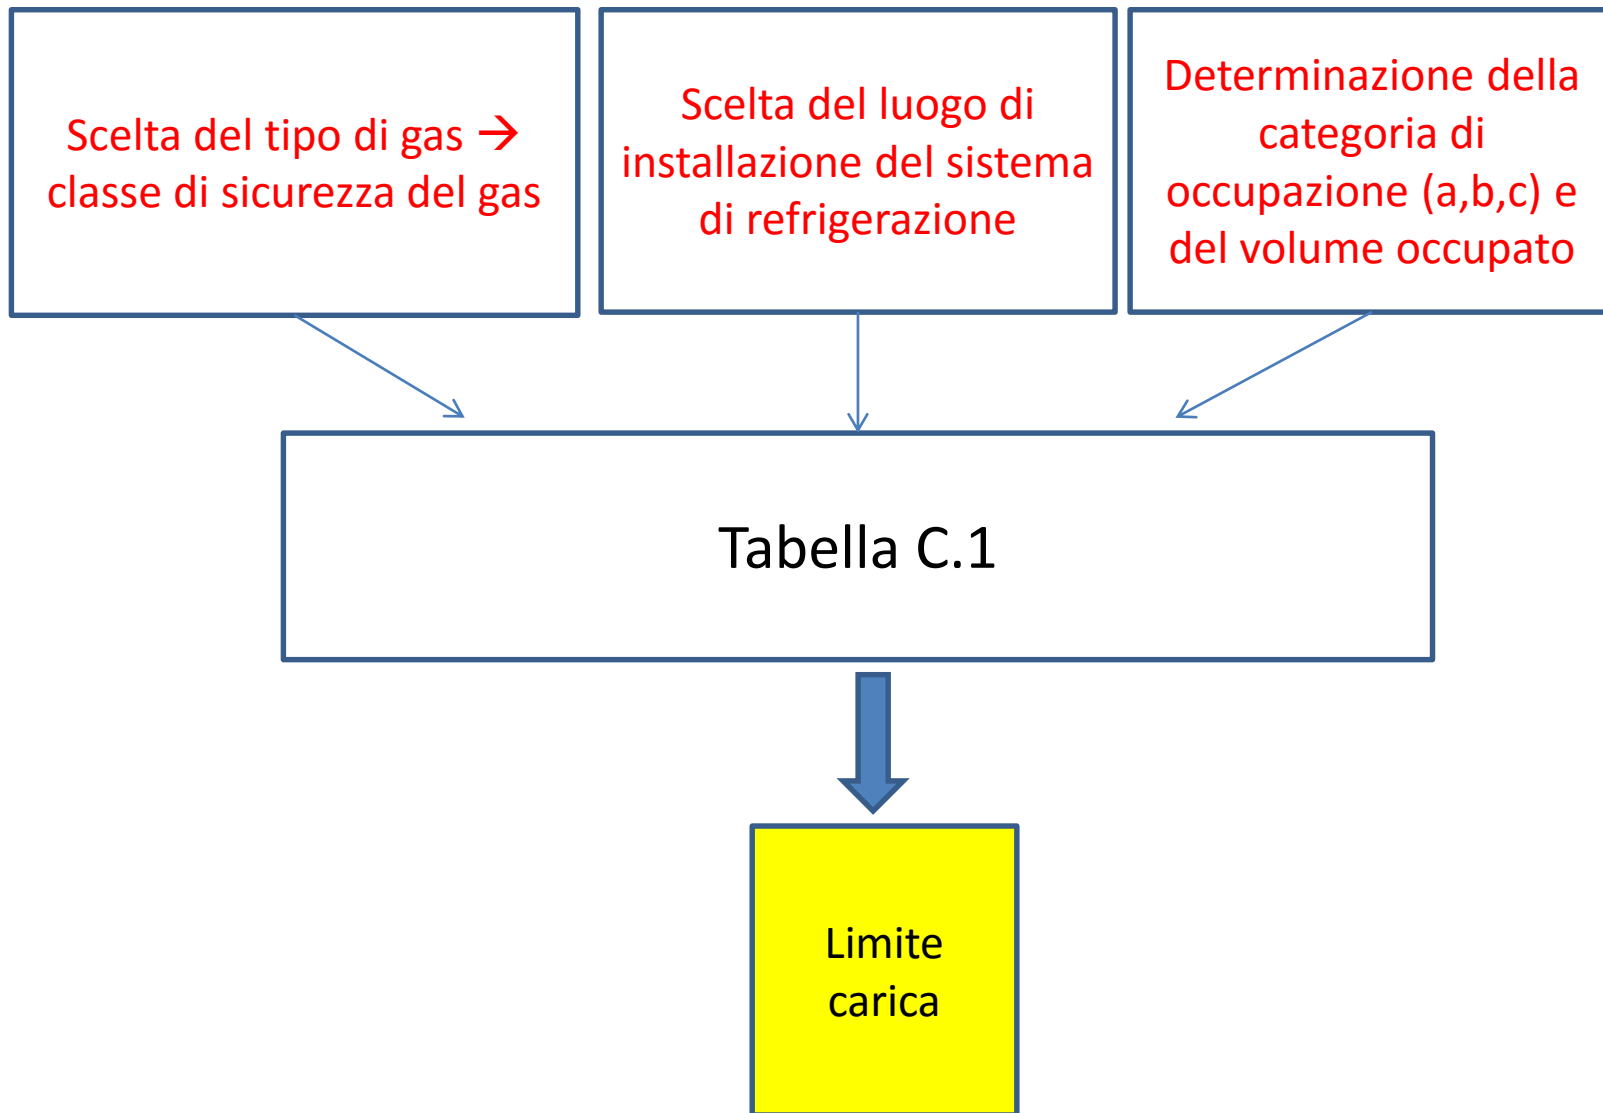 Scelta del tipo di gas →
classe di sicurezza del gas
Scelta del luogo di
installazione del sistema
di refrigerazione
Determinazione della
categoria di
occupazione (a,b,c) e
del volume occupato
Tabella C.1
Limite
carica